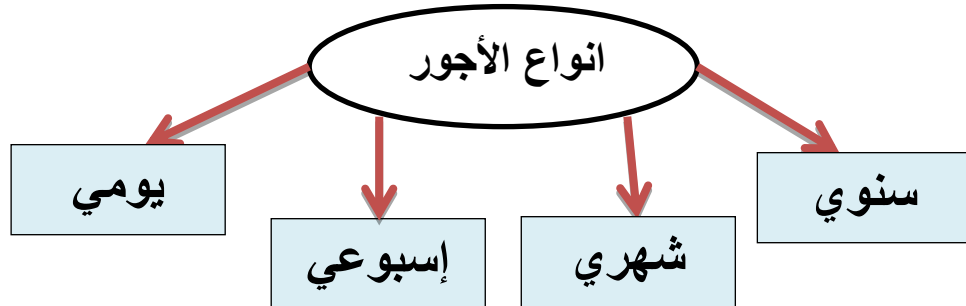 انواع الأجور
سنوي
شهري
إسبوعي
يومي